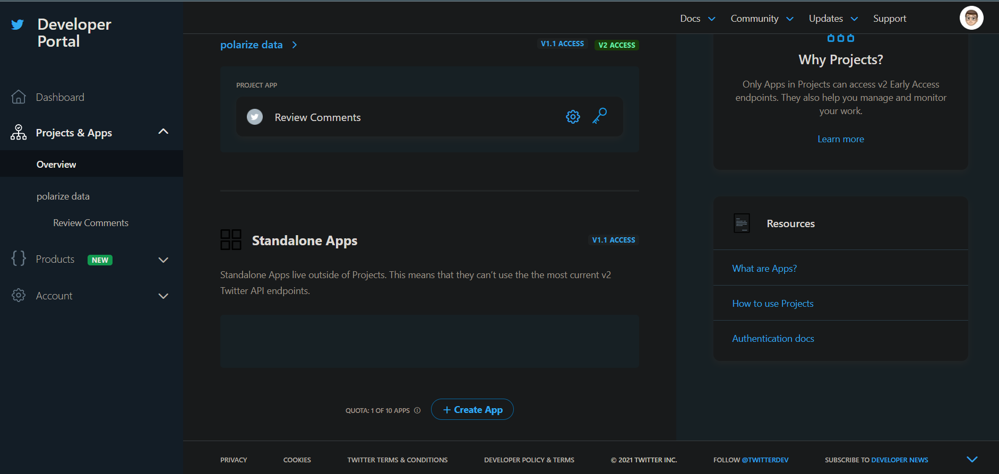 Developer
Portal
Docs
Community
Updates
Support
Dashboard
Projects & Apps
Overview
polarize data
Review Comments
Products NEW
Account
polarize data
V1.1 ACCESS
V2 ACCESS
PROJECT APP
Review Comments
Standalone Apps
V1.1 ACCESS
Standalone Apps live outside of Projects. This means that they can’t use the the most current v2
Twitter API endpoints.
QUOTA: 1 OF 10 APPS
+ Create App
Why Projects?
Only Apps in Projects can access v2 Early Access
endpoints. They also help you manage and monitor
your work.
Learn more
Resources
What are Apps?
How to use Projects
Authentication docs
PRIVACY
COOKIES
TWITTER TERMS & CONDITIONS
DEVELOPER POLICY & TERMS
© 2021 TWITTER INC.
FOLLOW @TWITTERDEV
SUBSCRIBE TO DEVELOPER NEWS